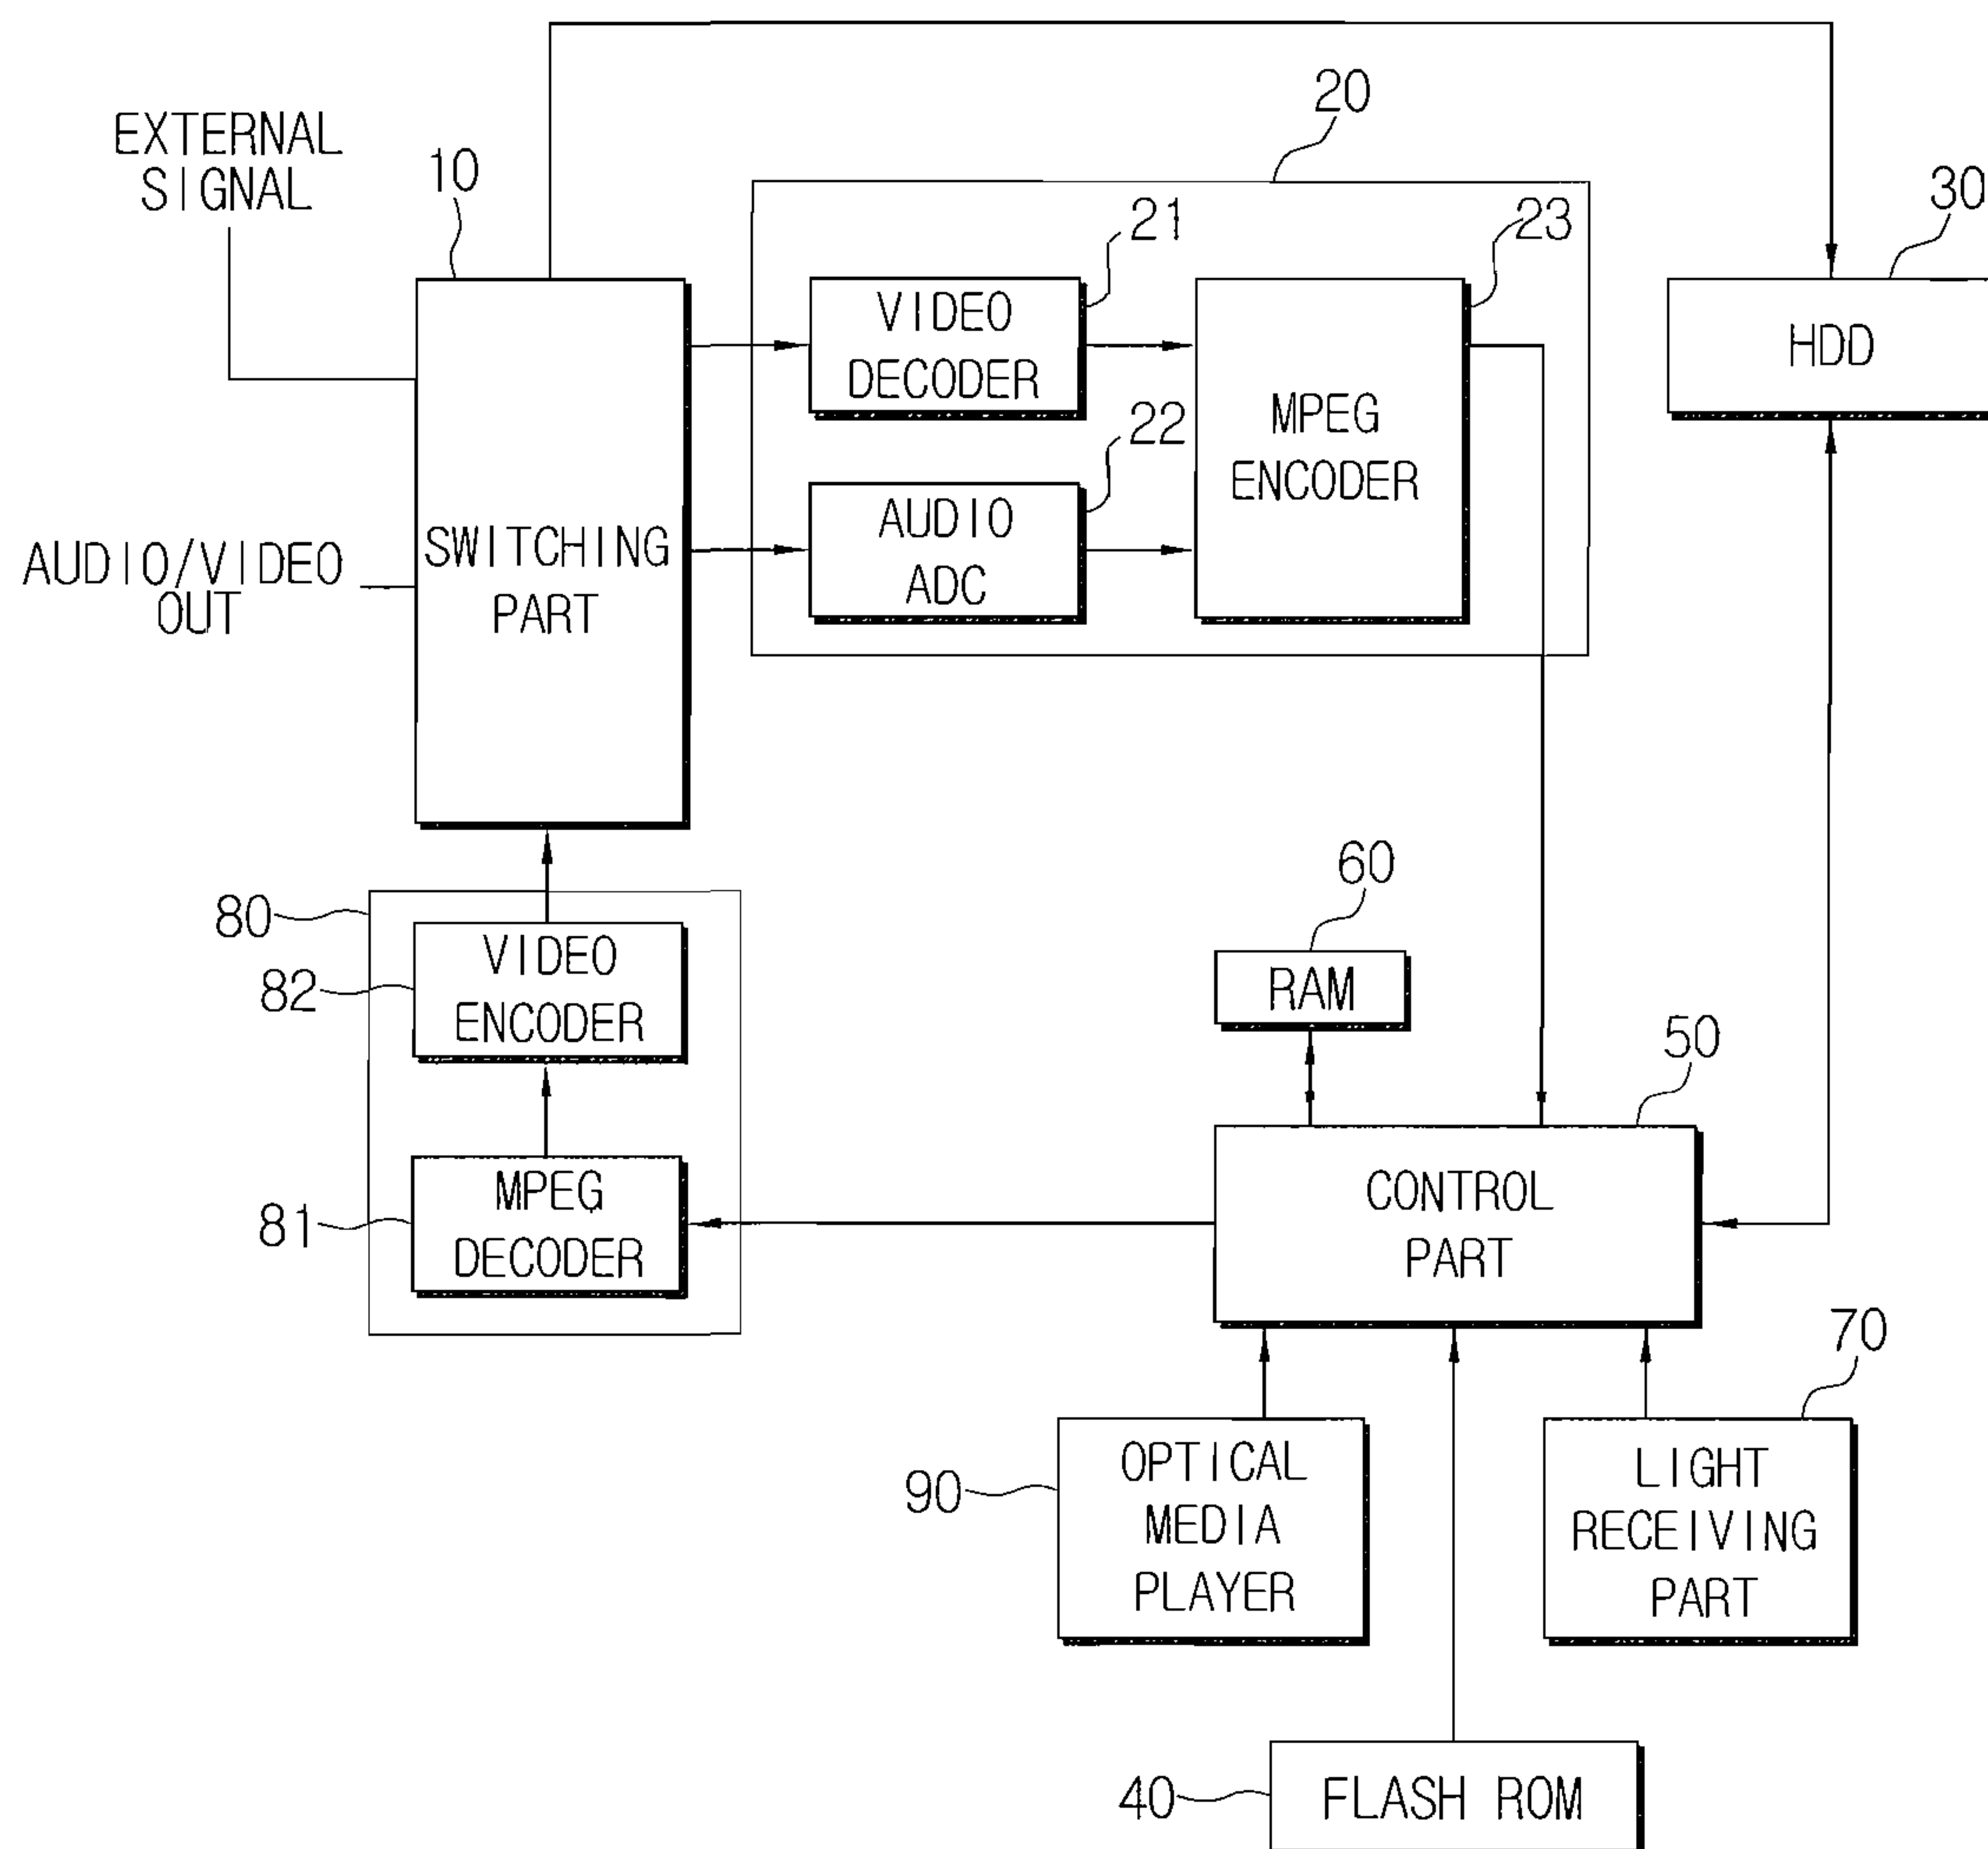 20
EXTERNAL
SIGNAL
10
30
21
23
VIDEO
DECODER
HDD
MPEG
ENCODER
22
AUDIO
ADC
SWITCHING
PART
AUDIO/VIDEO
OUT
60
80
VIDEO
ENCODER
82
RAM
50
MPEG
DECODER
81
CONTROL
PART
70
OPTICAL
MEDIA
PLAYER
90
LIGHT
RECEIVING
PART
40
FLASH ROM